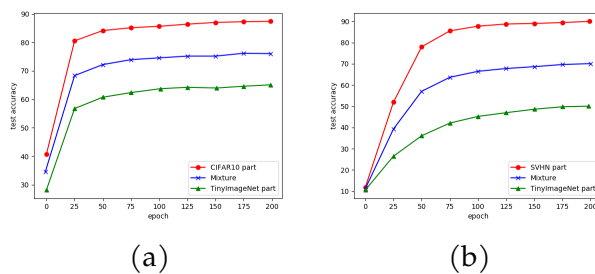 90
80
70
60
50
40
30
test accuracy
CIFAR10 part
Mixture
TinyImageNet part
0 25 50 75 100 125 150 175 200
epoch
(a)
90
80
70
60
50
40
30
20
10
test accuracy
SVHN part
Mixture
TinyImageNet part
0 25 50 75 100 125 150 175 200
epoch
(b)